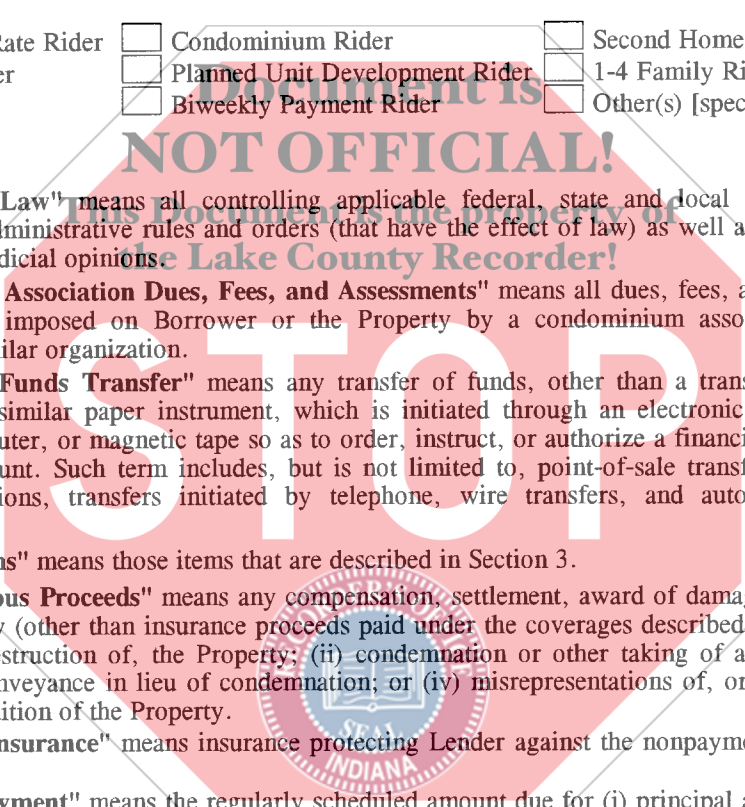 Rate Rider Condominium Rider Second Home
er Planned Unit Development Rider 1-4 Family Ri
Biweekly Payment Rider Other(s) [spec
Document is
NOT OFFICIAL!
This Document is the property of
the Lake County Recorder!
Law" means all controlling applicable federal, state and local
ministrative rules and orders (that have the effect of law) as well a
dicial opinions.
Association Dues, Fees, and Assessments" means all dues, fees, a
imposed on Borrower or the Property by a condominium asso
ilar organization.
Funds Transfer" means any transfer of funds, other than a trans
similar paper instrument, which is initiated through an electronic
uter, or magnetic tape so as to order, instruct, or authorize a financi
unt. Such term includes, but is not limited to, point-of-sale transf
ions, transfers initiated by telephone, wire transfers, and auto
STOP
ns" means those items that are described in Section 3.
ous Proceeds" means any compensation, settlement, award of damag
y (other than insurance proceeds paid under the coverages described
struction of, the Property; (ii) condemnation or other taking of a
nveyance in lieu of condemnation; or (iv) misrepresentations of, or
ition of the Property.
nsurance" means insurance protecting Lender against the nonpayme
yment" means the regularly scheduled amount due for (i) principal
SEAL
INDIANA